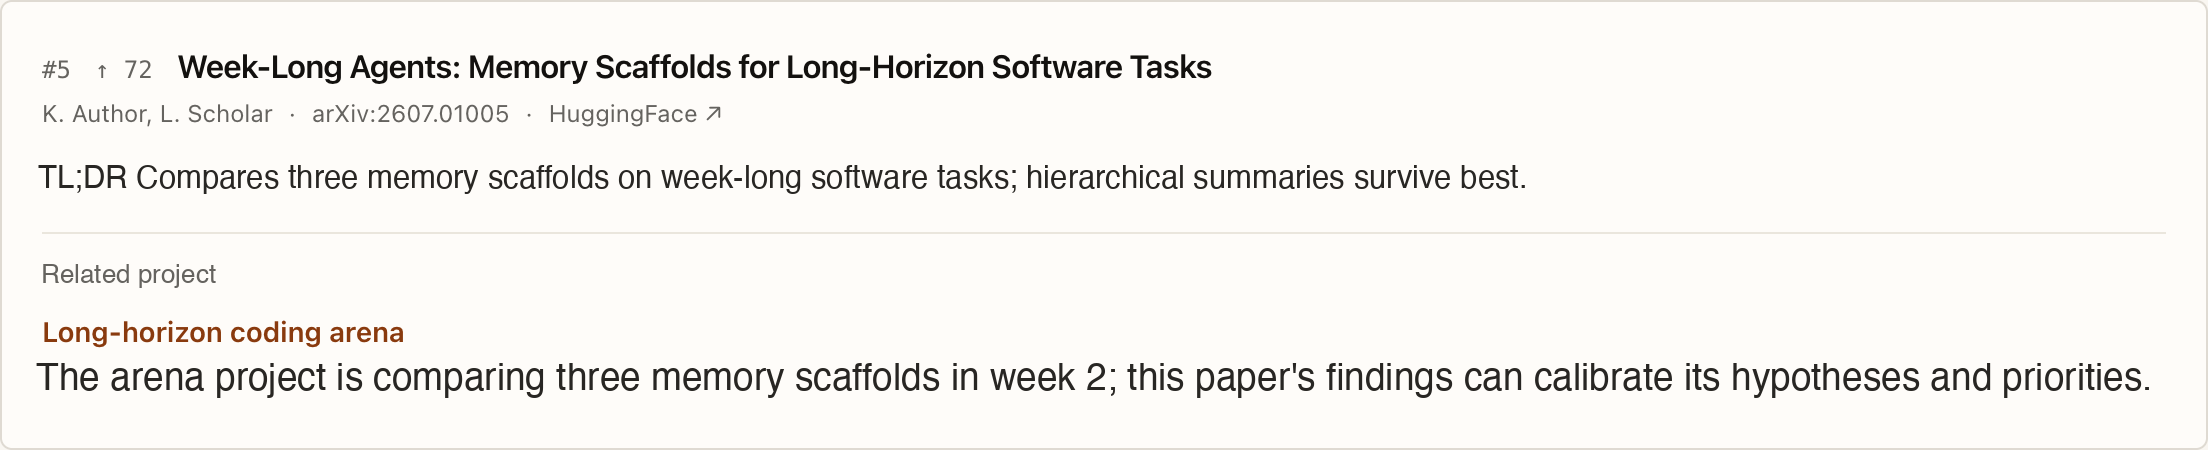 #5 ↑ 72 Week-Long Agents: Memory Scaffolds for Long-Horizon Software Tasks
K. Author, L. Scholar · arXiv:2607.01005 · HuggingFace ↗
TL;DR Compares three memory scaffolds on week-long software tasks; hierarchical summaries survive best.
Related project
Long-horizon coding arena
The arena project is comparing three memory scaffolds in week 2; this paper's findings can calibrate its hypotheses and priorities.